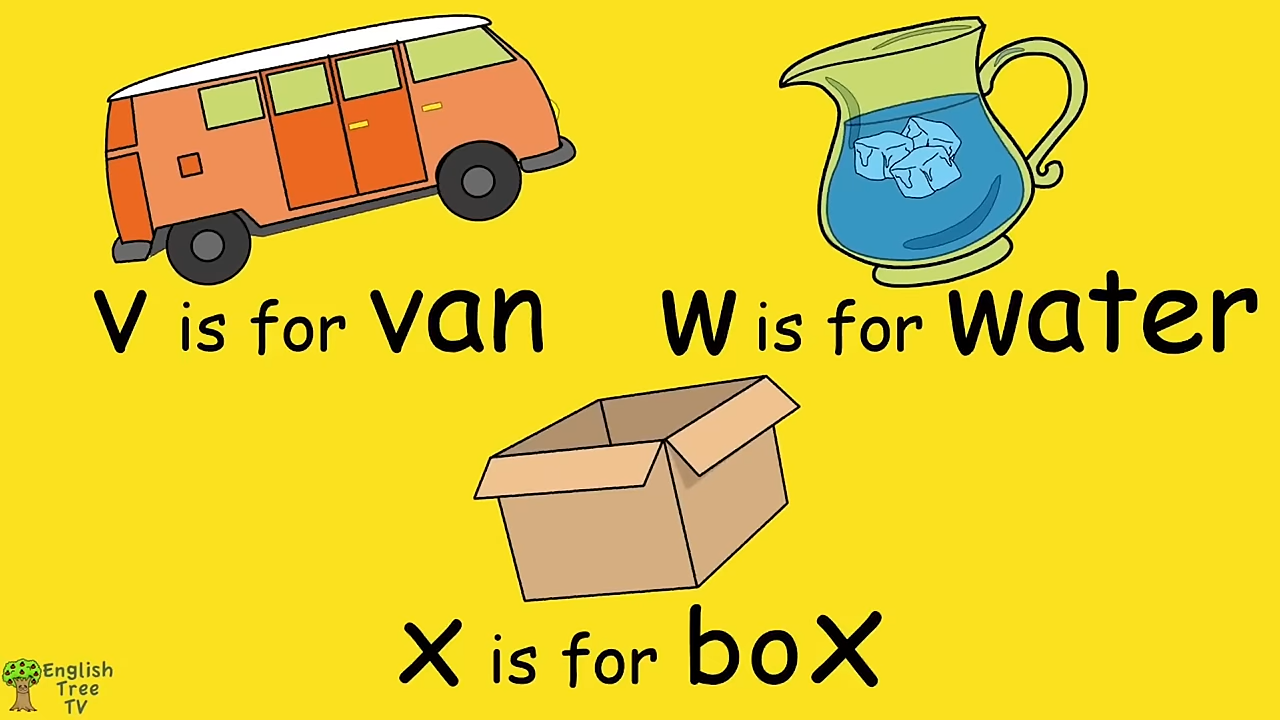 v is for van
w is for water
x is for box
English
Tree
TV